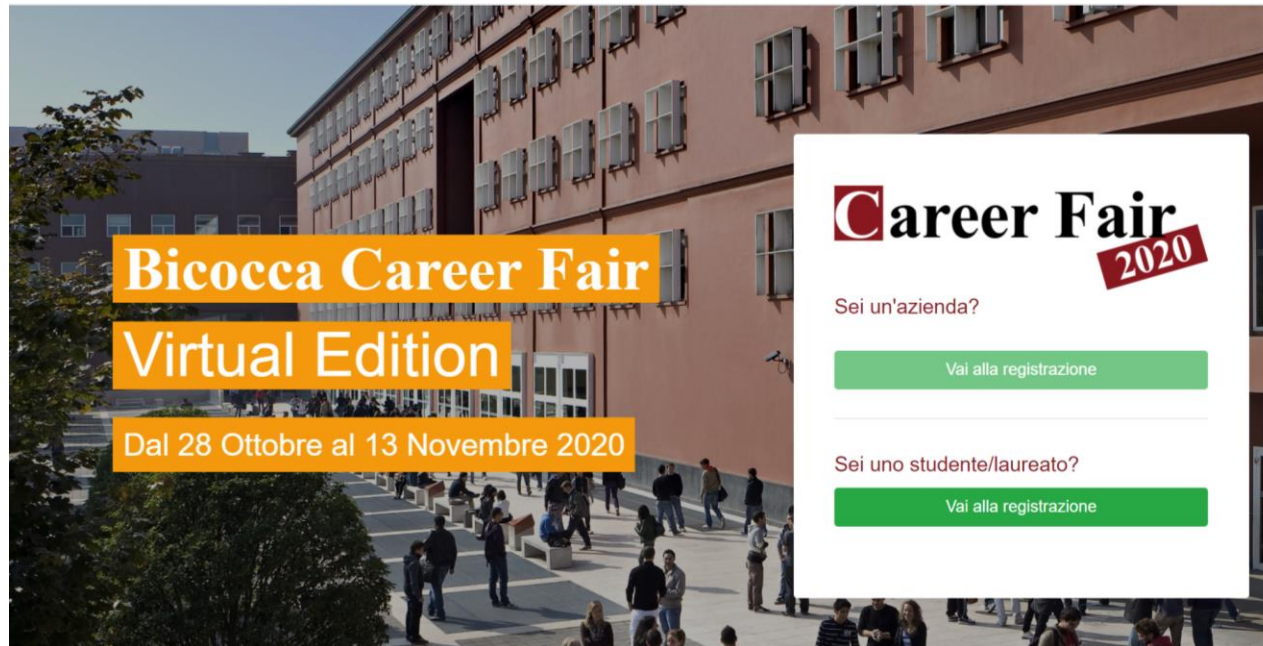 Bicocca Career Fair
Virtual Edition
Dal 28 Ottobre al 13 Novembre 2020
Career Fair
2020
Sei un'azienda?
Vai alla registrazione
Sei uno studente/laureato?
Vai alla registrazione